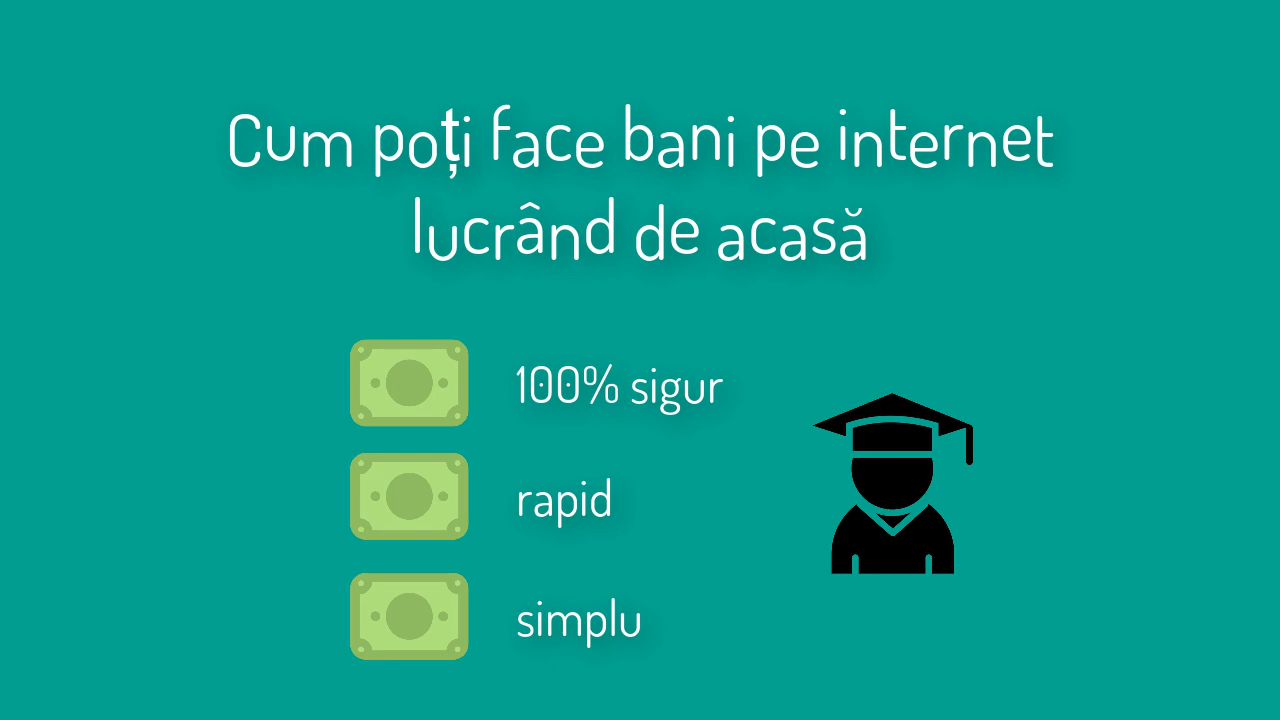 Cum poți face bani pe internet
lucrând de acasă
100% sigur
rapid
simplu